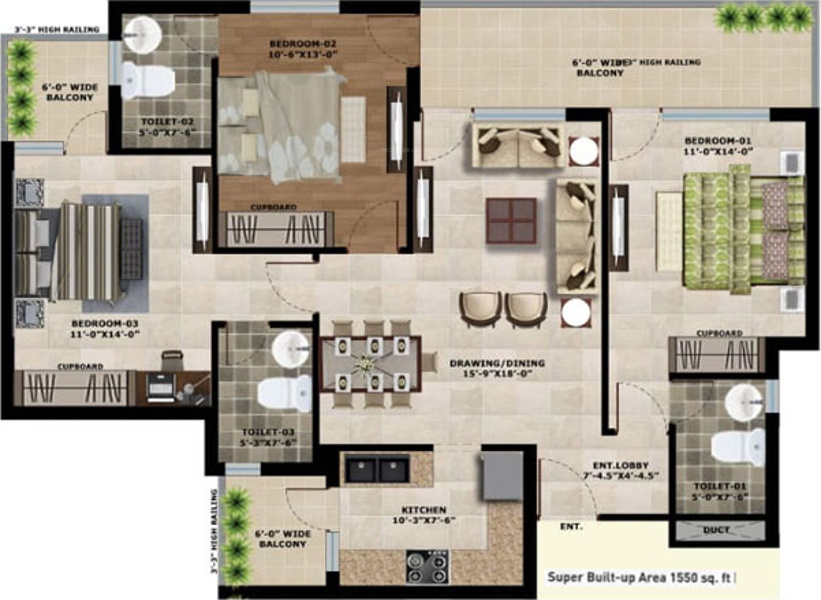 3'-3" HIGH RAILING
6'-0" WIDE
BALCONY
TOILET-02
5'-0"X7'-6"
BEDROOM-02
10'-6"X13'-0"
CUPBOARD
6'-0" WIDE
3'-3" HIGH RAILING
BALCONY
BEDROOM-01
11'-0"X14'-0"
CUPBOARD
BEDROOM-03
11'-0"X14'-0"
CUPBOARD
DRAWING/DINING
15'-9"X18'-0"
TOILET-03
5'-3"X7'-6"
3'-3" HIGH RAILING
6'-0" WIDE
BALCONY
KITCHEN
10'-3"X7'-6"
ENT.LOBBY
7'-4.5"X4'-4.5"
ENT.
TOILET-01
5'-0"X7'-6"
DUCT
Super Built-up Area 1550 sq. ft